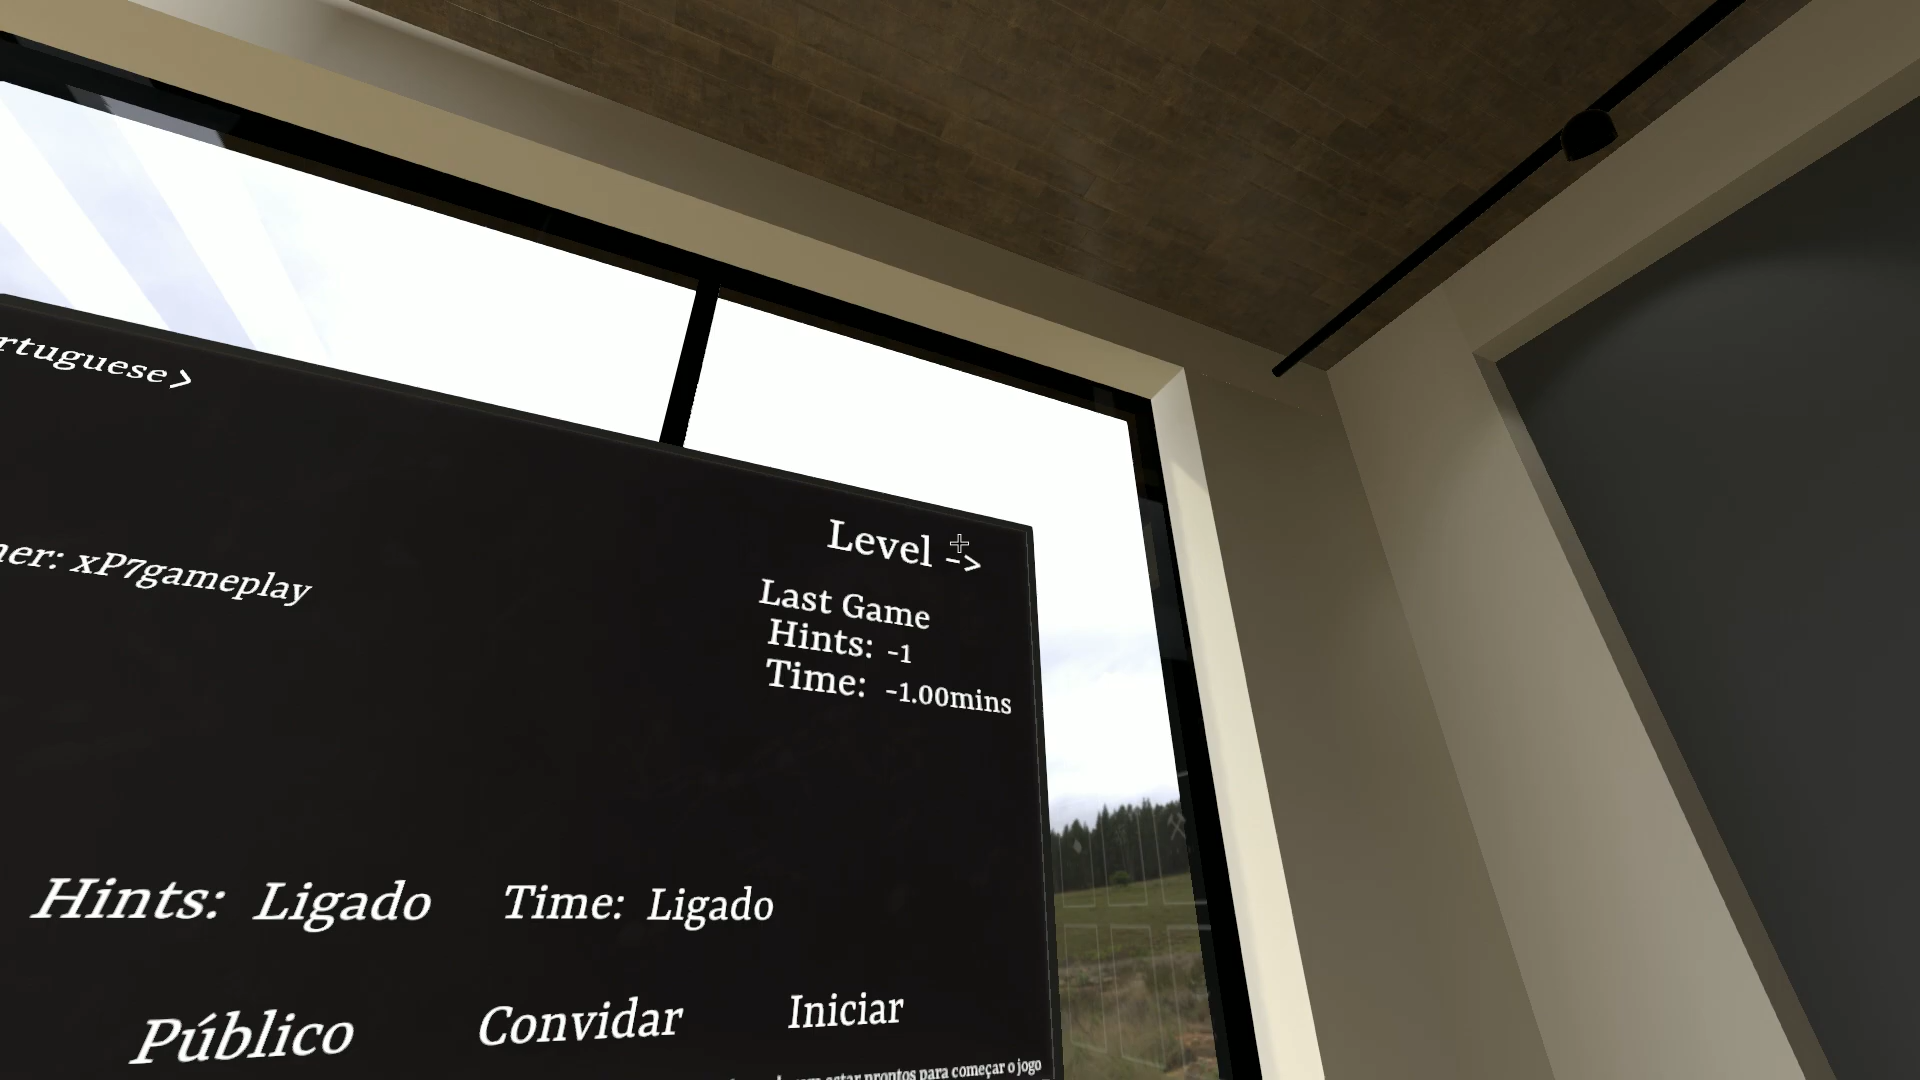 rtuguese >
Level ->
er: xP7gameplay
Last Game
Hints: -1
Time: -1.00mins
Hints: Ligado Time: Ligado
Público Convidar Iniciar
estar prontos para começar o jogo